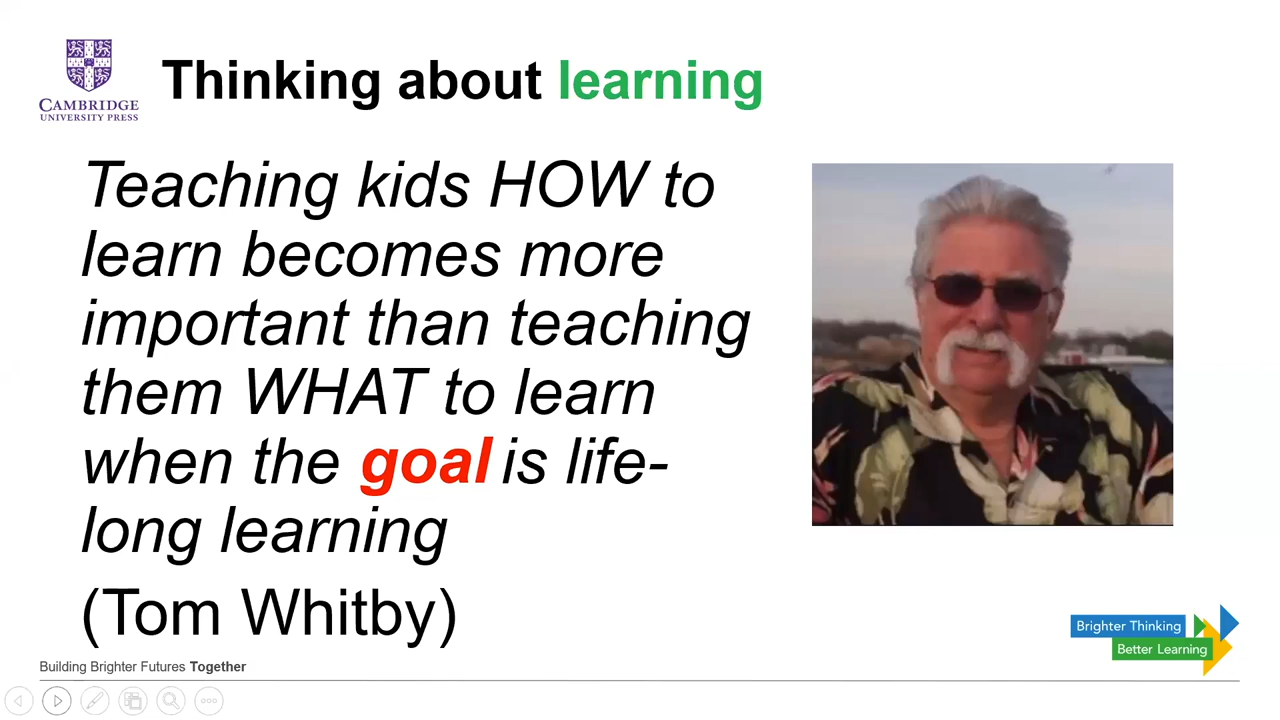 CAMBRIDGE
UNIVERSITY PRESS
Thinking about learning
Teaching kids HOW to
learn becomes more
important than teaching
them WHAT to learn
when the goal is life-
long learning
(Tom Whitby)
Brighter Thinking
Better Learning
Building Brighter Futures Together